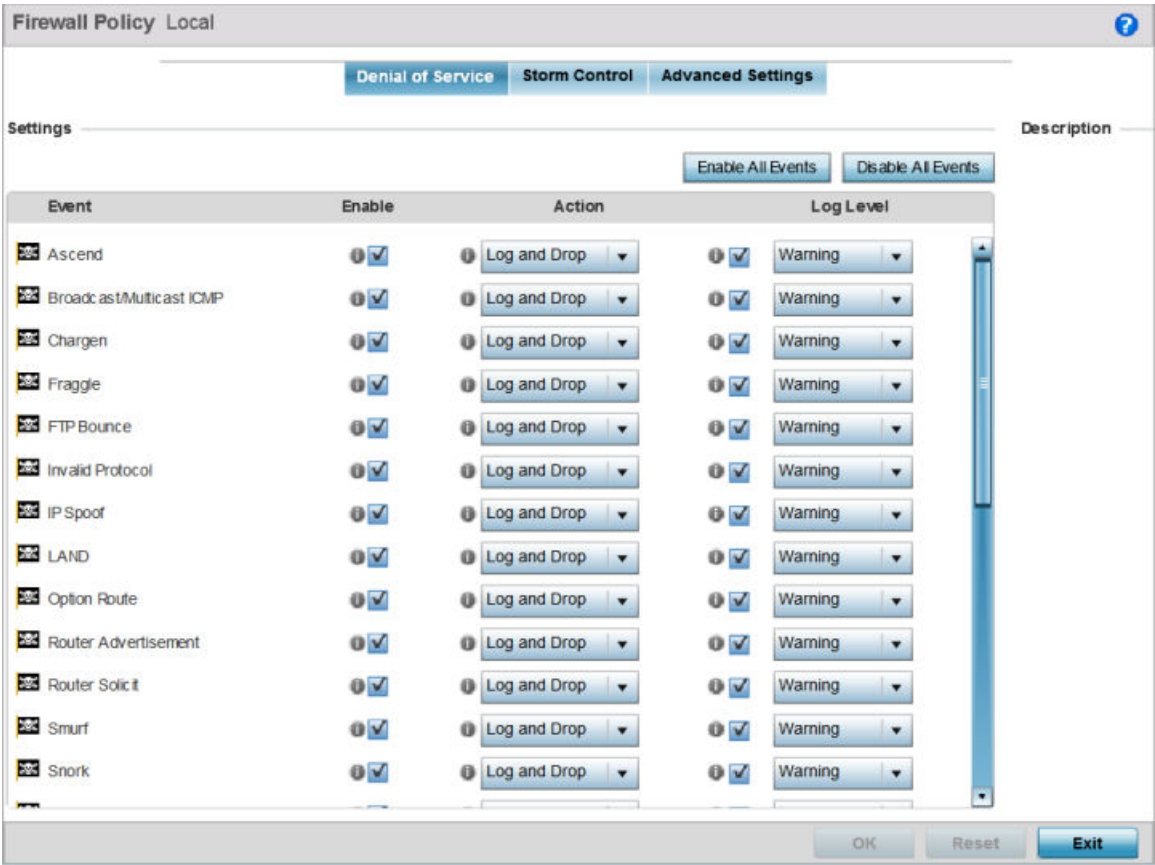 Firewall Policy Local
Denial of Service Storm Control Advanced Settings
Settings Description
Enable All Events Disable All Events
Event Enable Action Log Level
Ascend Log and Drop Warning
Broadcast/Multicast ICMP Log and Drop Warning
Chargen Log and Drop Warning
Fraggle Log and Drop Warning
FTP Bounce Log and Drop Warning
Invalid Protocol Log and Drop Warning
IP Spoof Log and Drop Warning
LAND Log and Drop Warning
Option Route Log and Drop Warning
Router Advertisement Log and Drop Warning
Router Solicit Log and Drop Warning
Smurf Log and Drop Warning
Snork Log and Drop Warning
OK Reset Exit